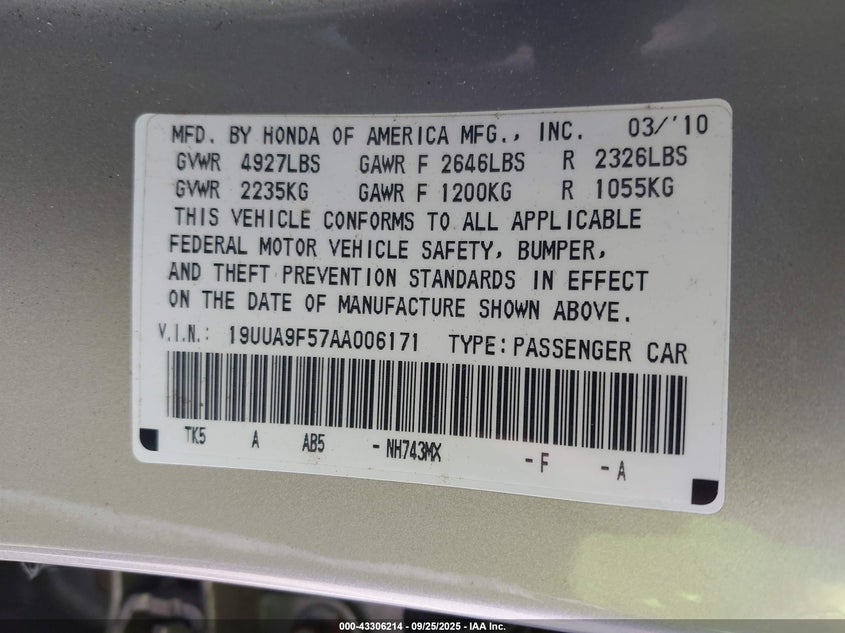 MFD. BY HONDA OF AMERICA MFG., INC. 03/'10
GVWR 4927LBS GAWR F 2646LBS R 2326LBS
GVWR 2235KG GAWR F 1200KG R 1055KG
THIS VEHICLE CONFORMS TO ALL APPLICABLE
FEDERAL MOTOR VEHICLE SAFETY, BUMPER,
AND THEFT PREVENTION STANDARDS IN EFFECT
ON THE DATE OF MANUFACTURE SHOWN ABOVE.
V.I.N.: 19UUA9F57AA006171 TYPE:PASSENGER CAR
TK5 A AB5 -NH743MX -F -A
000-43306214 - 09/25/2025 - IAA Inc.